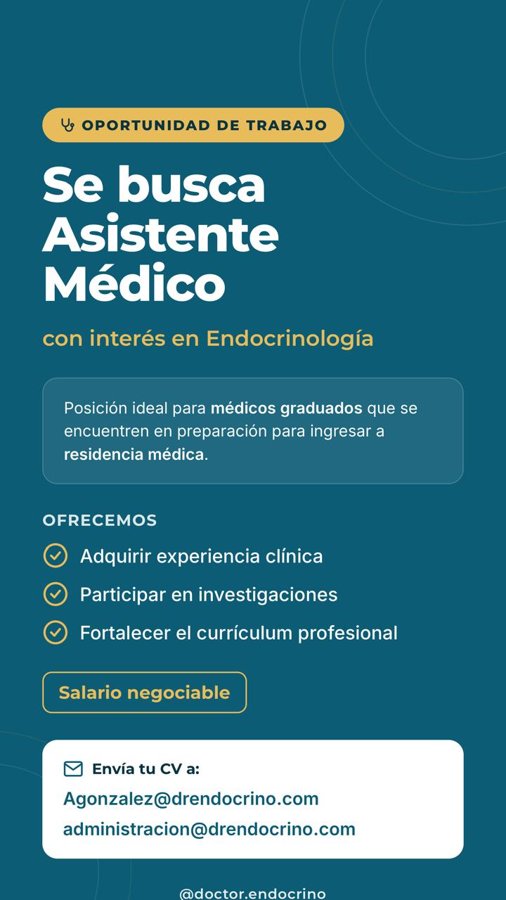 OPORTUNIDAD DE TRABAJO
Se busca
Asistente
Médico
con interés en Endocrinología
Posición ideal para médicos graduados que se
encuentren en preparación para ingresar a
residencia médica.
OFRECEMOS
Adquirir experiencia clínica
Participar en investigaciones
Fortalecer el currículum profesional
Salario negociable
Envía tu CV a:
Agonzalez@drendocrino.com
administracion@drendocrino.com
@doctor.endocrino